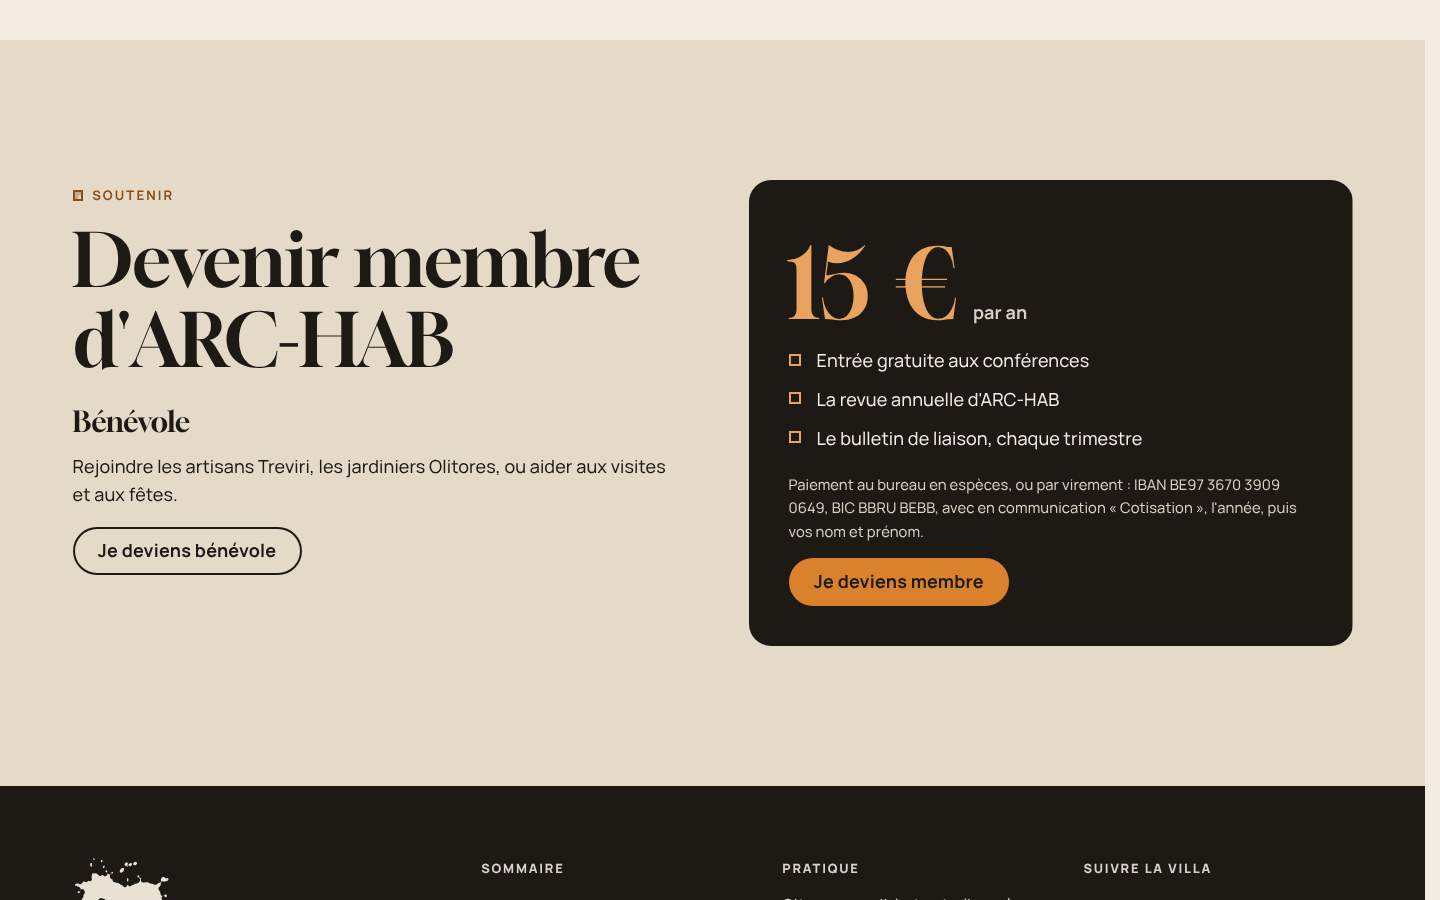 SOUTENIR
Devenir membre
d'ARC-HAB
Bénévole
Rejoindre les artisans Treviri, les jardiniers Olitores, ou aider aux visites
et aux fêtes.
Je deviens bénévole
15 € par an
Entrée gratuite aux conférences
La revue annuelle d'ARC-HAB
Le bulletin de liaison, chaque trimestre
Paiement au bureau en espèces, ou par virement : IBAN BE97 3670 3909
0649, BIC BBRU BEBB, avec en communication « Cotisation », l'année, puis
vos nom et prénom.
Je deviens membre
SOMMAIRE
PRATIQUE
SUIVRE LA VILLA